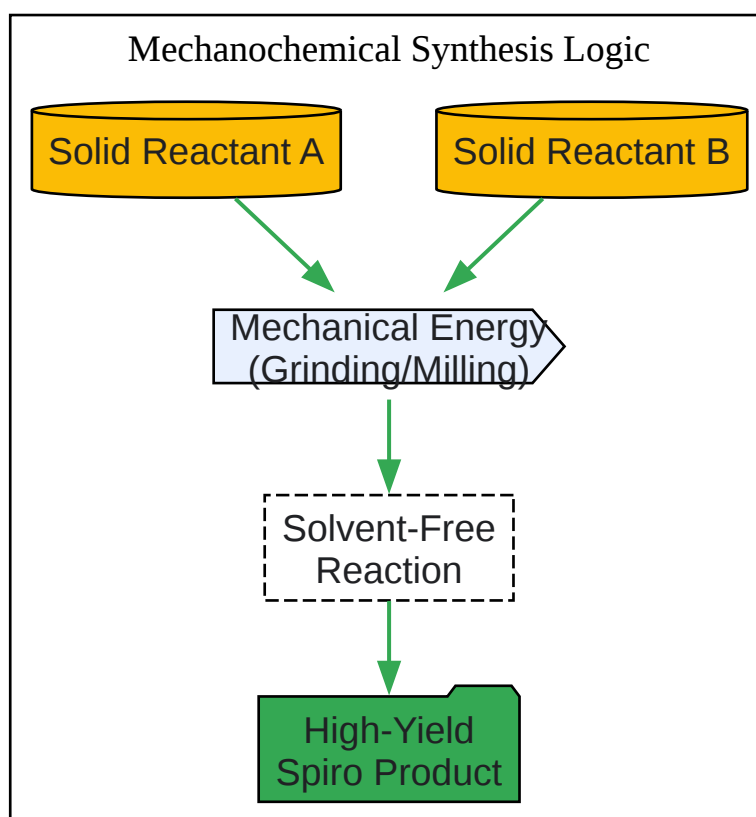 Mechanochemical Synthesis Logic
Solid Reactant A
Solid Reactant B
Mechanical Energy
(Grinding/Milling)
Solvent-Free
Reaction
High-Yield
Spiro Product